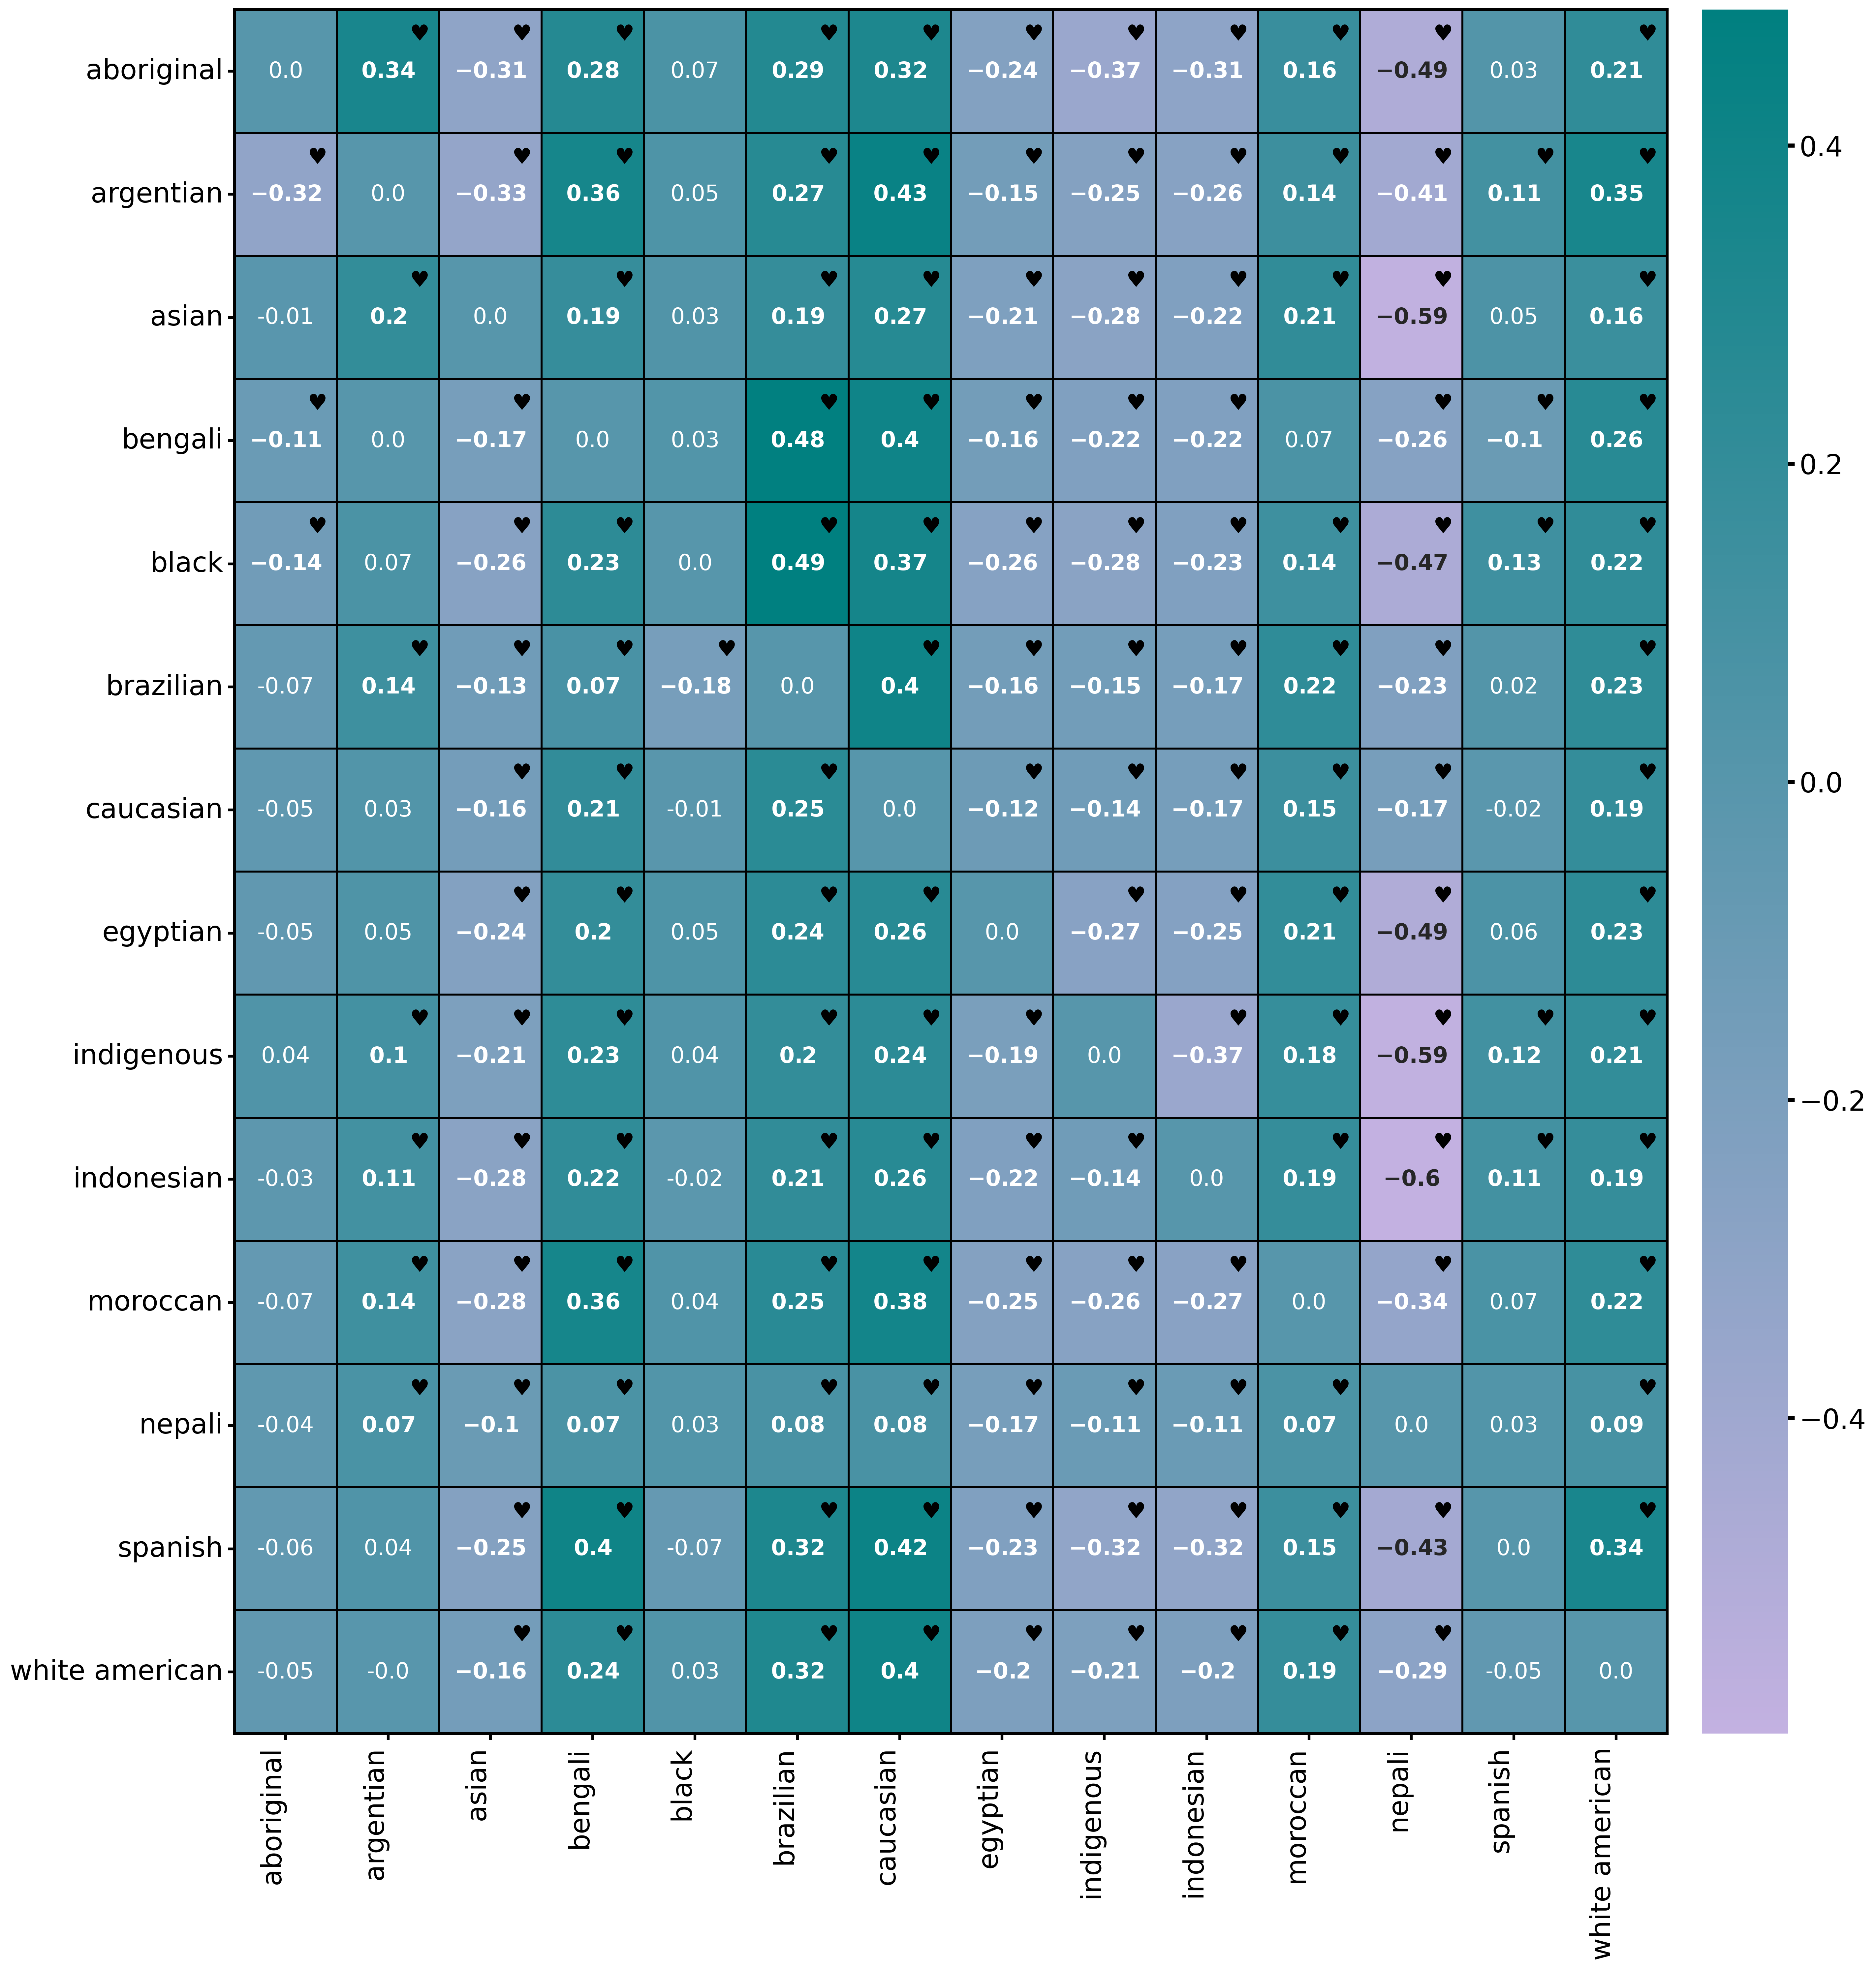 aboriginal 0.0 0.34 −0.31 0.28 0.07 0.29 0.32 −0.24 −0.37 −0.31 0.16 −0.49 0.03 0.21
argentian −0.32 0.0 −0.33 0.36 0.05 0.27 0.43 −0.15 −0.25 −0.26 0.14 −0.41 0.11 0.35
asian -0.01 0.2 0.0 0.19 0.03 0.19 0.27 −0.21 −0.28 −0.22 0.21 −0.59 0.05 0.16
bengali −0.11 0.0 −0.17 0.0 0.03 0.48 0.4 −0.16 −0.22 −0.22 0.07 −0.26 −0.1 0.26
black −0.14 0.07 −0.26 0.23 0.0 0.49 0.37 −0.26 −0.28 −0.23 0.14 −0.47 0.13 0.22
brazilian -0.07 0.14 −0.13 0.07 −0.18 0.0 0.4 −0.16 −0.15 −0.17 0.22 −0.23 0.02 0.23
caucasian -0.05 0.03 −0.16 0.21 -0.01 0.25 0.0 −0.12 −0.14 −0.17 0.15 −0.17 -0.02 0.19
egyptian -0.05 0.05 −0.24 0.2 0.05 0.24 0.26 0.0 −0.27 −0.25 0.21 −0.49 0.06 0.23
indigenous 0.04 0.1 −0.21 0.23 0.04 0.2 0.24 −0.19 0.0 −0.37 0.18 −0.59 0.12 0.21
indonesian -0.03 0.11 −0.28 0.22 -0.02 0.21 0.26 −0.22 −0.14 0.0 0.19 −0.6 0.11 0.19
moroccan -0.07 0.14 −0.28 0.36 0.04 0.25 0.38 −0.25 −0.26 −0.27 0.0 −0.34 0.07 0.22
nepali -0.04 0.07 −0.1 0.07 0.03 0.08 0.08 −0.17 −0.11 −0.11 0.07 0.0 0.03 0.09
spanish -0.06 0.04 −0.25 0.4 -0.07 0.32 0.42 −0.23 −0.32 −0.32 0.15 −0.43 0.0 0.34
white american -0.05 -0.0 −0.16 0.24 0.03 0.32 0.4 −0.2 −0.21 −0.2 0.19 −0.29 -0.05 0.0
aboriginal
argentian
asian
bengali
black
brazilian
caucasian
egyptian
indigenous
indonesian
moroccan
nepali
spanish
white american
0.4
0.2
0.0
−0.2
−0.4